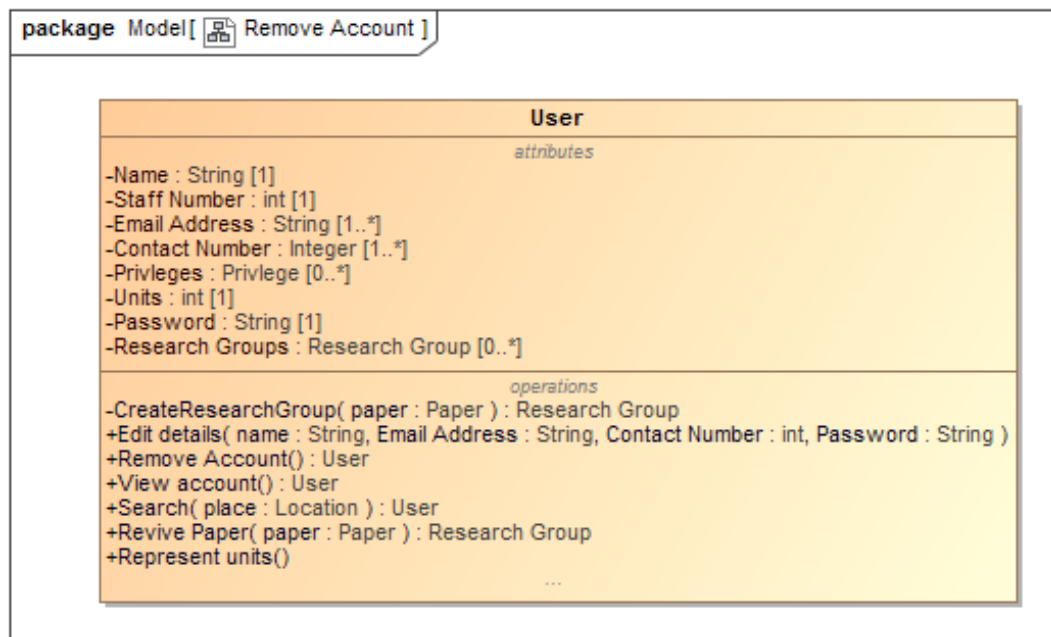 package Model[ Remove Account ]
User
attributes
-Name : String [1]
-Staff Number : int [1]
-Email Address : String [1..*]
-Contact Number : Integer [1..*]
-Privleges : Privlege [0..*]
-Units : int [1]
-Password : String [1]
-Research Groups : Research Group [0..*]
operations
-CreateResearchGroup( paper : Paper ) : Research Group
+Edit details( name : String, Email Address : String, Contact Number : int, Password : String )
+Remove Account() : User
+View account() : User
+Search( place : Location ) : User
+Revive Paper( paper : Paper ) : Research Group
+Represent units()
...